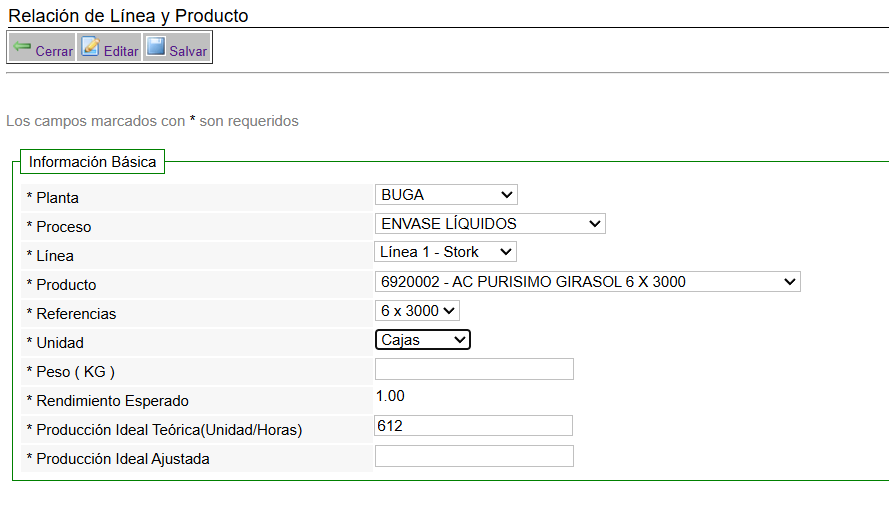 Relación de Línea y Producto
Cerrar Editar Salvar
Los campos marcados con * son requeridos
Información Básica
* Planta BUGA
* Proceso ENVASE LÍQUIDOS
* Línea Línea 1 - Stork
* Producto 6920002 - AC PURISIMO GIRASOL 6 X 3000
* Referencias 6 x 3000
* Unidad Cajas
* Peso ( KG )
* Rendimiento Esperado 1.00
* Producción Ideal Teórica(Unidad/Horas) 612
* Producción Ideal Ajustada